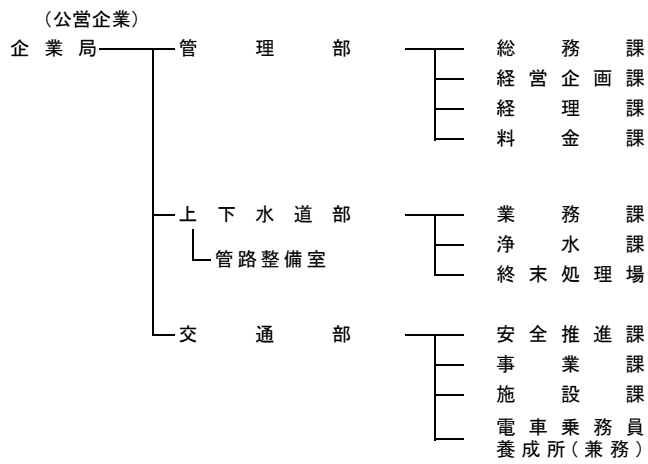 （公営企業）
企業局 管理部 総務課
経営企画課
経理課
料金課
上下水道部 業務課
浄水課
管路整備室
終末処理場
交通部 安全推進課
事業課
施設課
電車乗務員
養成所（兼務）